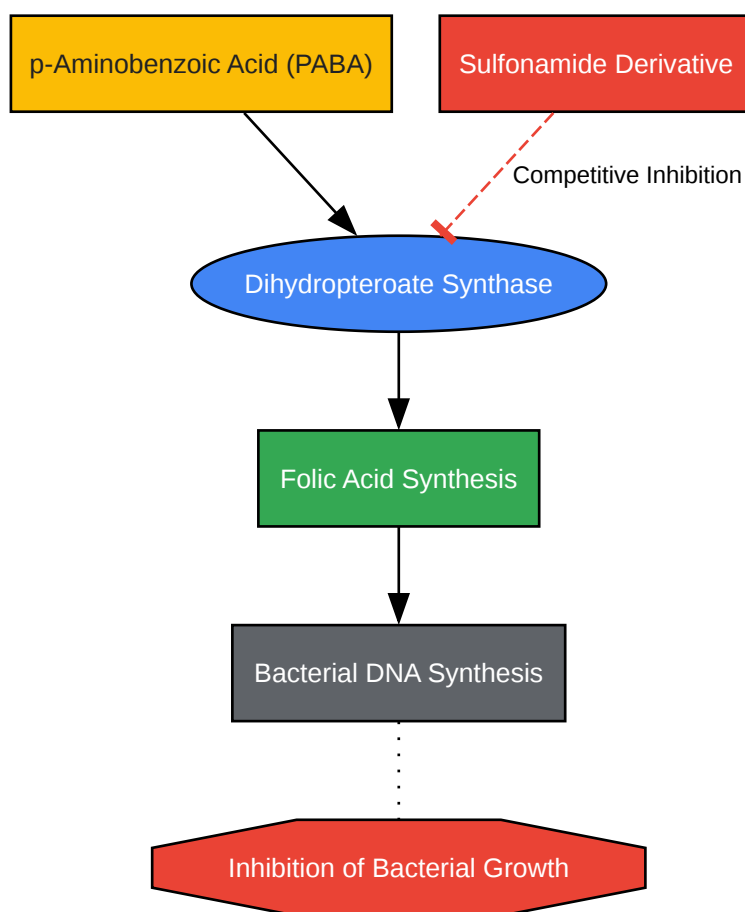 p-Aminobenzoic Acid (PABA)
Sulfonamide Derivative
Competitive Inhibition
Dihydropteroate Synthase
Folic Acid Synthesis
Bacterial DNA Synthesis
Inhibition of Bacterial Growth